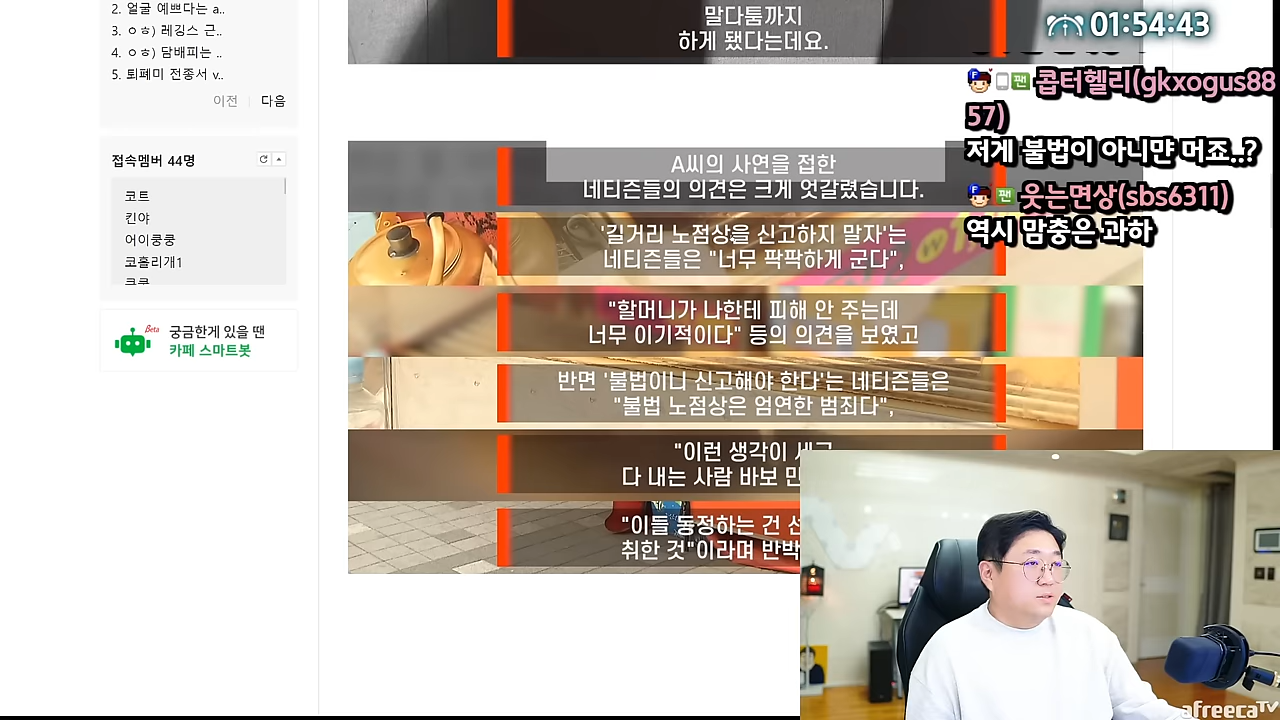 2. 얼굴 예쁘다는 a..
3. ㅇㅎ) 레깅스 근..
4. ㅇㅎ) 담배피는 ..
5. 퇴폐미 전종서 v..
이전
다음
접속멤버 44명
코트
킨야
어이쿵쿵
코흘리개1
Beta
궁금한게 있을 땐
카페 스마트봇
말다툼까지
하게 됐다는데요.
A씨의 사연을 접한
네티즌들의 의견은 크게 엇갈렸습니다.
'길거리 노점상을 신고하지 말자'는
네티즌들은 "너무 팍팍하게 군다",
"할머니가 나한테 피해 안 주는데
너무 이기적이다" 등의 의견을 보였고
반면 '불법이니 신고해야 한다'는 네티즌들은
"불법 노점상은 엄연한 범죄다",
"이런 생각이
다 내는 사람 바보
"이들 동정하는 건
취한 것"이라며 반박
01:54:43
팬 콥터헬리(gkxogus88
57)
저게 불법이 아니먄 머죠..?
팬 웃는면상(sbs6311)
역시 맘충은 과하
afreecaTV